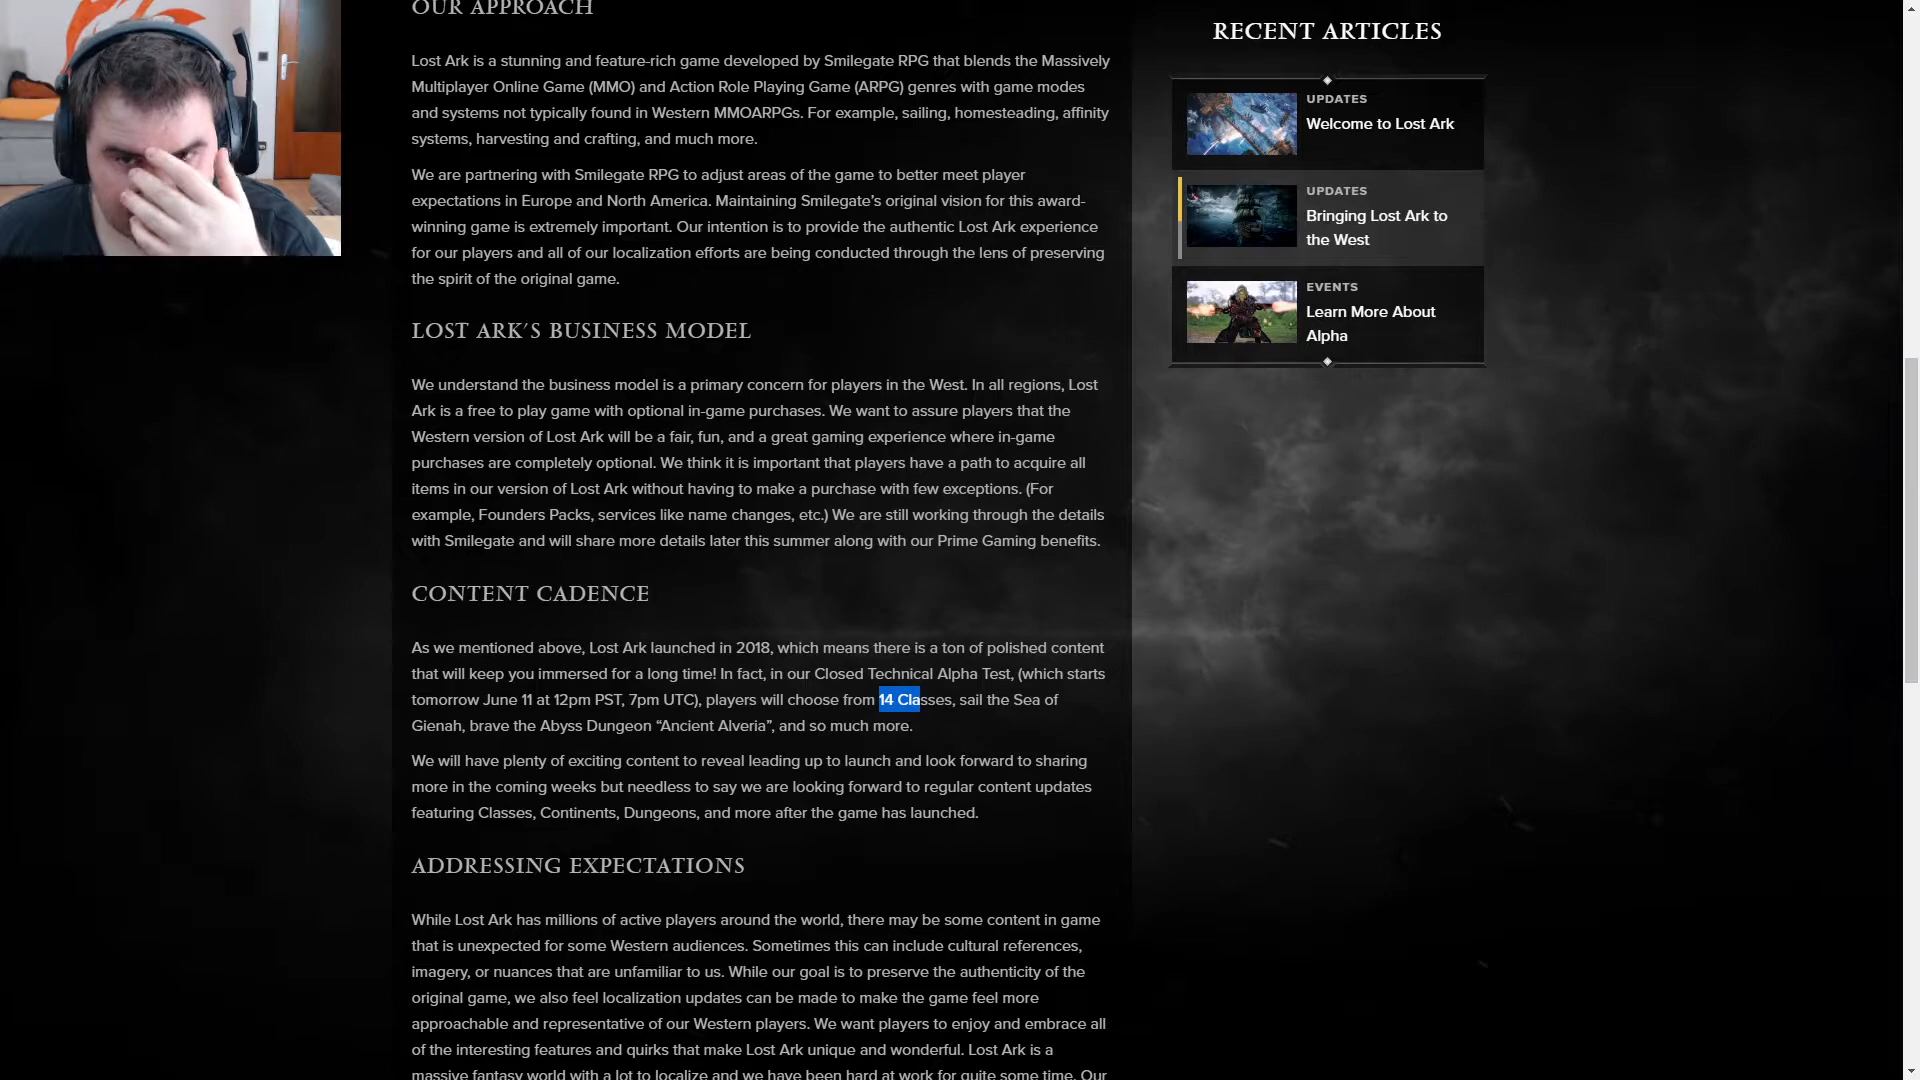 OUR APPROACH
Lost Ark is a stunning and feature-rich game developed by Smilegate RPG that blends the Massively
Multiplayer Online Game (MMO) and Action Role Playing Game (ARPG) genres with game modes
and systems not typically found in Western MMOARPGs. For example, sailing, homesteading, affinity
systems, harvesting and crafting, and much more.
We are partnering with Smilegate RPG to adjust areas of the game to better meet player
expectations in Europe and North America. Maintaining Smilegate's original vision for this award-
winning game is extremely important. Our intention is to provide the authentic Lost Ark experience
for our players and all of our localization efforts are being conducted through the lens of preserving
the spirit of the original game.
LOST ARK'S BUSINESS MODEL
We understand the business model is a primary concern for players in the West. In all regions, Lost
Ark is a free to play game with optional in-game purchases. We want to assure players that the
Western version of Lost Ark will be a fair, fun, and a great gaming experience where in-game
purchases are completely optional. We think it is important that players have a path to acquire all
items in our version of Lost Ark without having to make a purchase with few exceptions. (For
example, Founders Packs, services like name changes, etc.) We are still working through the details
with Smilegate and will share more details later this summer along with our Prime Gaming benefits.
CONTENT CADENCE
As we mentioned above, Lost Ark launched in 2018, which means there is a ton of polished content
that will keep you immersed for a long time! In fact, in our Closed Technical Alpha Test, (which starts
tomorrow June 11 at 12pm PST, 7pm UTC), players will choose from 14 Classes, sail the Sea of
Gienah, brave the Abyss Dungeon “Ancient Alveria”, and so much more.
We will have plenty of exciting content to reveal leading up to launch and look forward to sharing
more in the coming weeks but needless to say we are looking forward to regular content updates
featuring Classes, Continents, Dungeons, and more after the game has launched.
ADDRESSING EXPECTATIONS
While Lost Ark has millions of active players around the world, there may be some content in game
that is unexpected for some Western audiences. Sometimes this can include cultural references,
imagery, or nuances that are unfamiliar to us. While our goal is to preserve the authenticity of the
original game, we also feel localization updates can be made to make the game feel more
approachable and representative of our Western players. We want players to enjoy and embrace all
of the interesting features and quirks that make Lost Ark unique and wonderful. Lost Ark is a
massive fantasy world with a lot to localize and we have been hard at work for quite some time. Our
RECENT ARTICLES
UPDATES
Welcome to Lost Ark
UPDATES
Bringing Lost Ark to
the West
EVENTS
Learn More About
Alpha